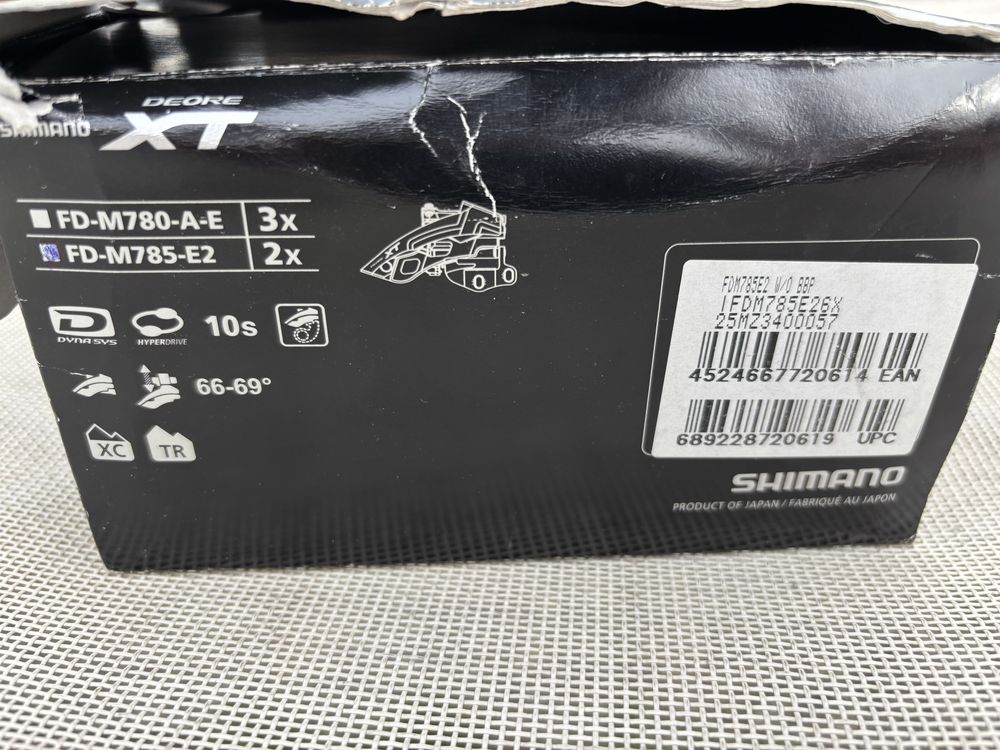 SHIMANO
DEORE
XT
FD-M780-A-E 3x
FD-M785-E2 2x
D
DYNA-SYS
HYPERDRIVE
10s
66-69°
XC
TR
FDM785E2 W/O BBP
IFDM785E26X
25MZ3400057
4524667720614 EAN
689228720619 UPC
SHIMANO
PRODUCT OF JAPAN / FABRIQUÉ AU JAPON